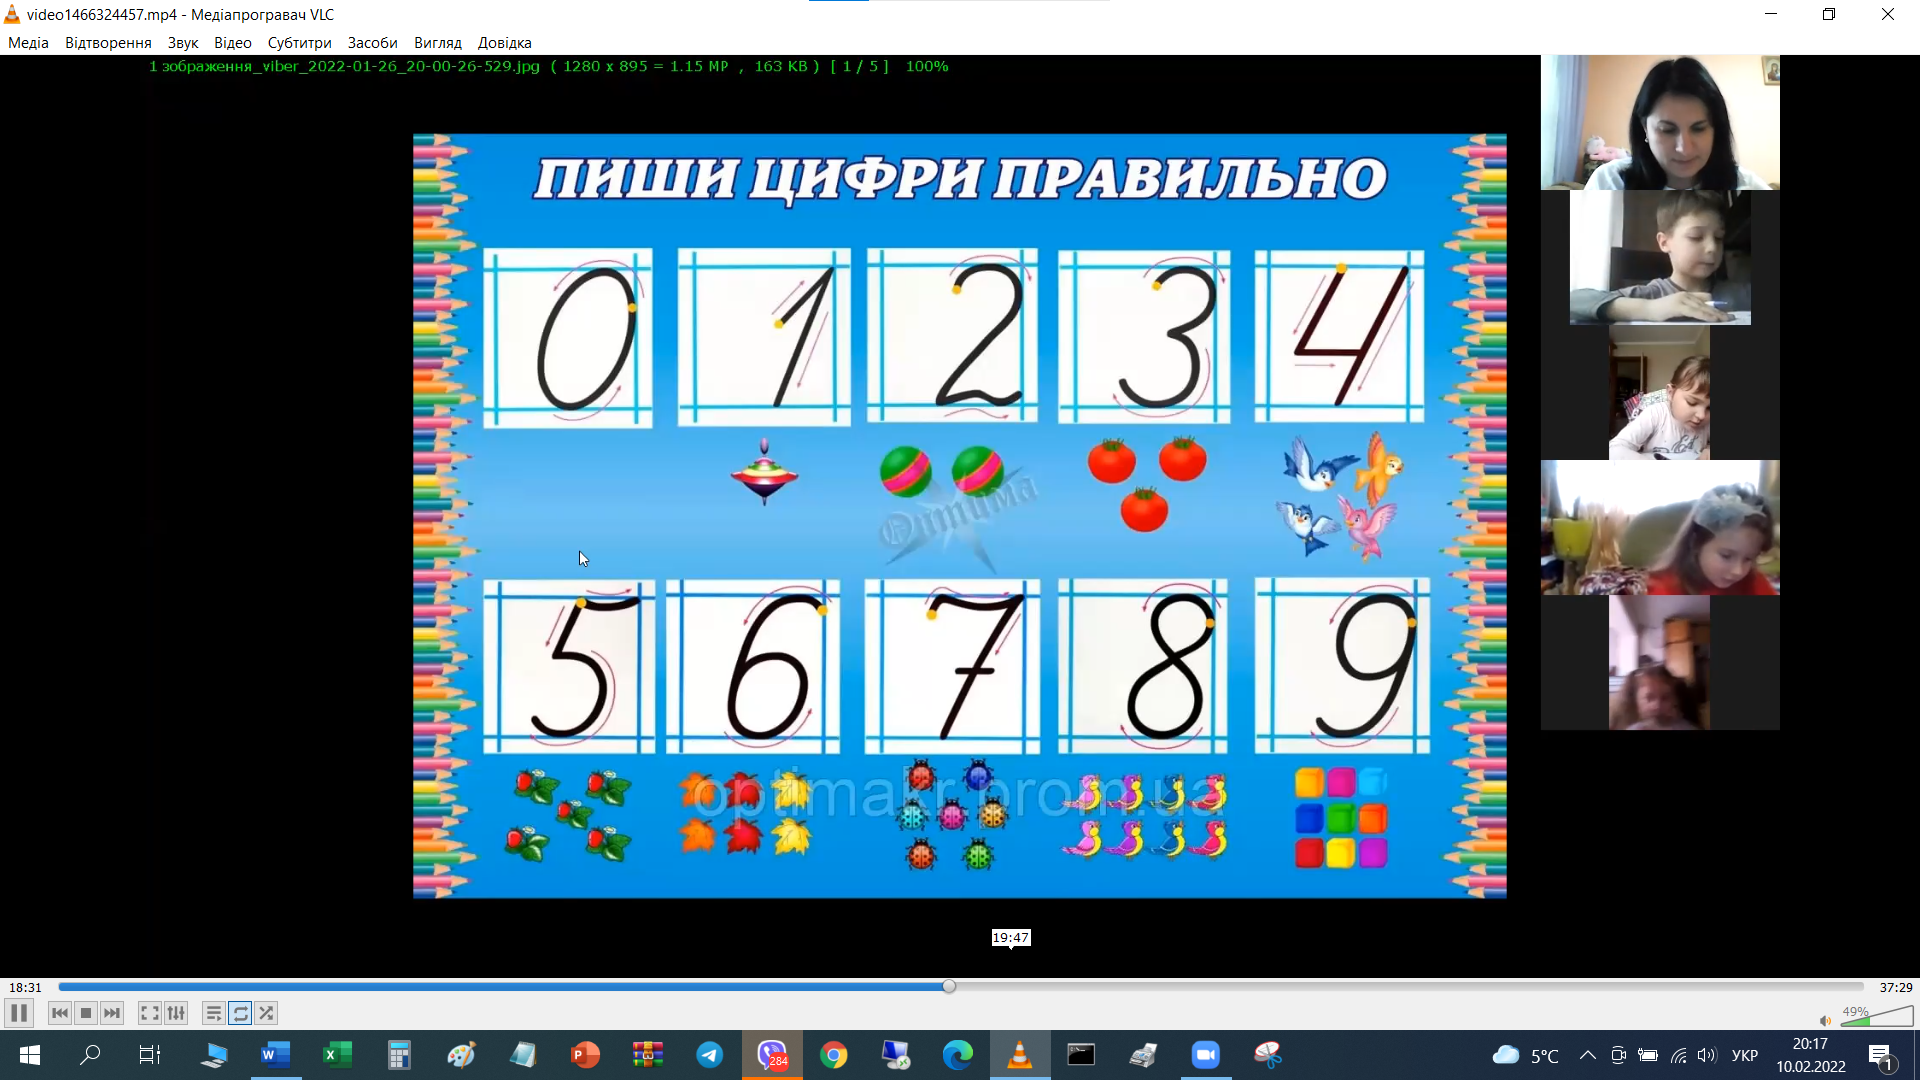 video1466324457.mp4 - Медіапрогравач VLC
Медіа Відтворення Звук Відео Субтитри Засоби Вигляд Довідка
1 зображення_viber_2022-01-26_20-00-26-529.jpg ( 1280 x 895 = 1.15 MP , 163 KB ) [ 1 / 5 ] 100%
ПИШИ ЦИФРИ ПРАВИЛЬНО
0 1 2 3 4
Оптима
5 6 7 8 9
optimakr.prom.ua
19:47
18:31 37:29
49%
284
5°C
УКР
20:17
10.02.2022
1